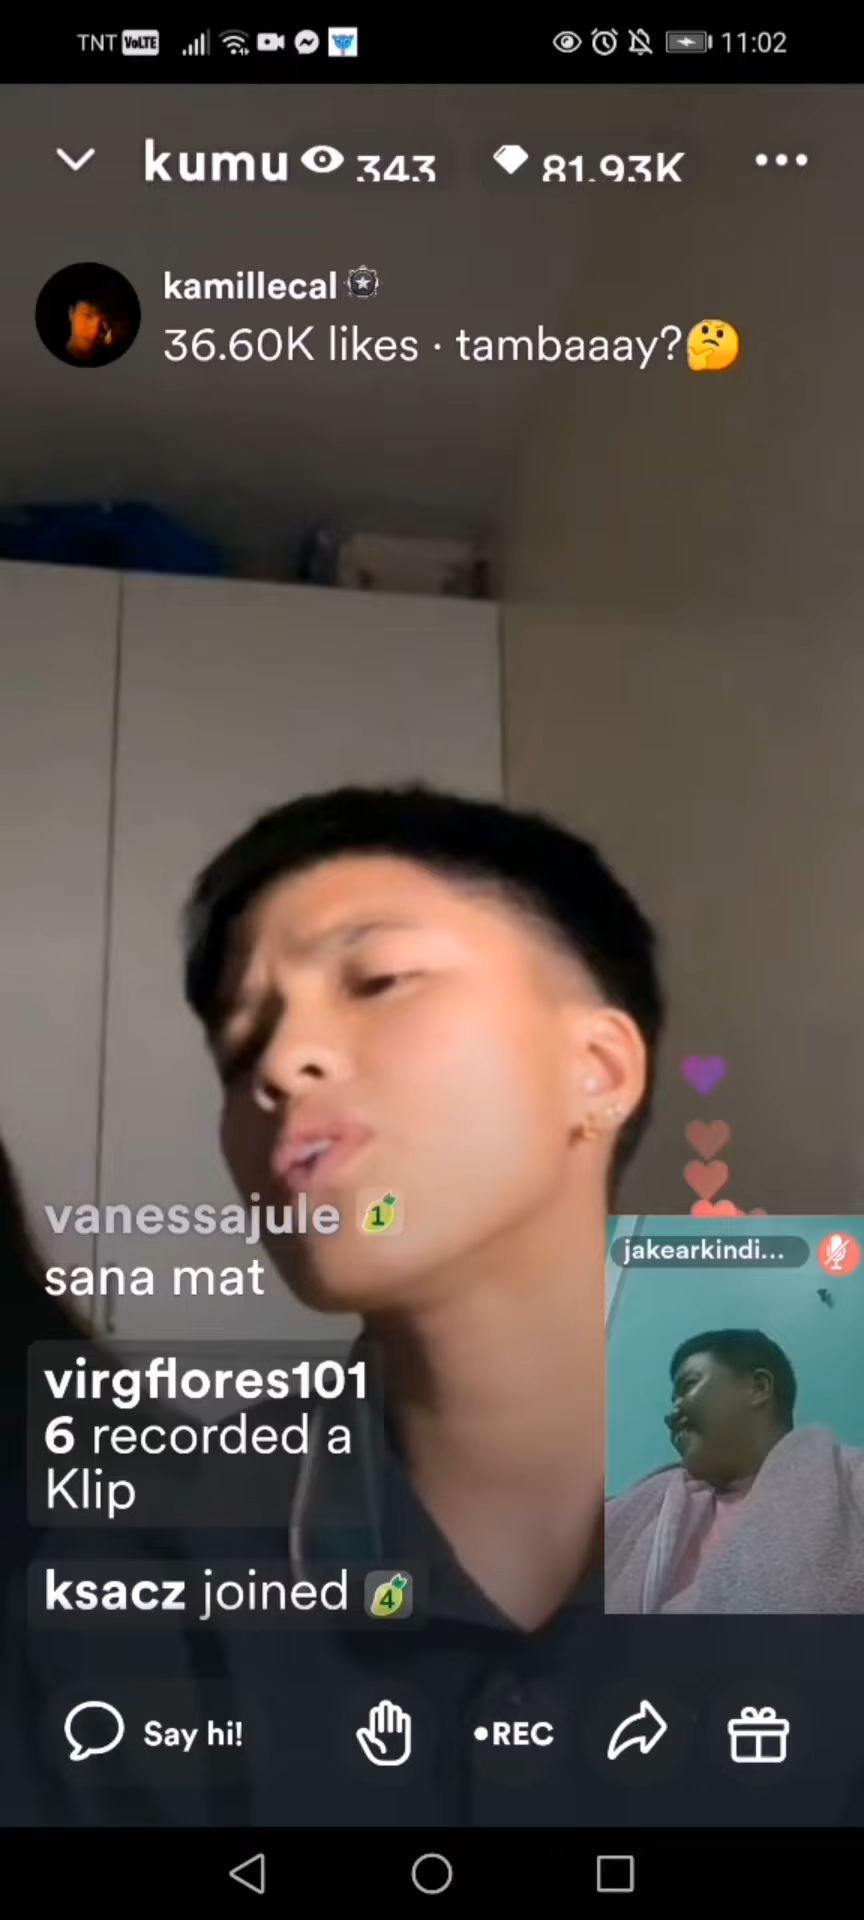 TNT VoLTE 11:02
kumu 343 81.93K
kamillecal
36.60K likes · tambaaay?🤔
vanessajule 1
sana mat
jakearkindi...
virgflores101
6 recorded a
Klip
ksacz joined 4
Say hi! •REC